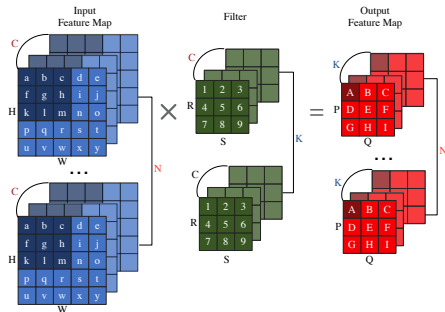 Input
Feature Map
Filter
Output
Feature Map
C
a b c d e
f g h i j
k l m n o
p q r s t
u v w x y
H
W
C
1 2 3
4 5 6
7 8 9
R
S
K
A B C
D E F
G H I
P
Q
...
N
K
N
...
C
a b c d e
f g h i j
k l m n o
p q r s t
u v w x y
H
W
C
1 2 3
4 5 6
7 8 9
R
S
K
A B C
D E F
G H I
P
Q